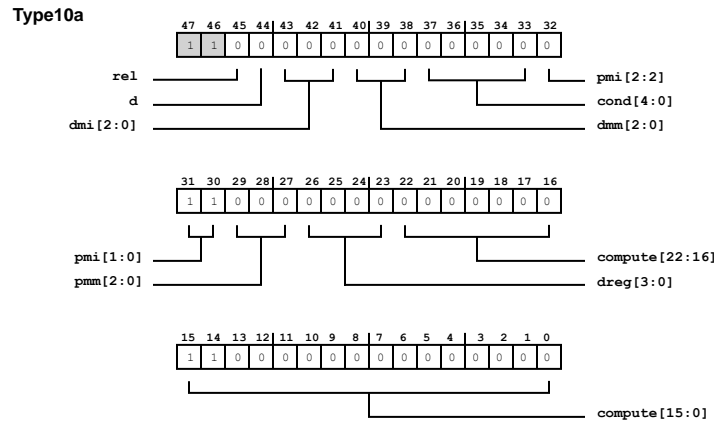 Type10a
47 46 45 44 43 42 41 40 39 38 37 36 35 34 33 32
1 1 0 0 0 0 0 0 0 0 0 0 0 0 0 0
rel pmi[2:2]
d cond[4:0]
dmi[2:0] dmm[2:0]
31 30 29 28 27 26 25 24 23 22 21 20 19 18 17 16
1 1 0 0 0 0 0 0 0 0 0 0 0 0 0 0
pmi[1:0] compute[22:16]
pmm[2:0] dreg[3:0]
15 14 13 12 11 10 9 8 7 6 5 4 3 2 1 0
1 1 0 0 0 0 0 0 0 0 0 0 0 0 0 0
compute[15:0]